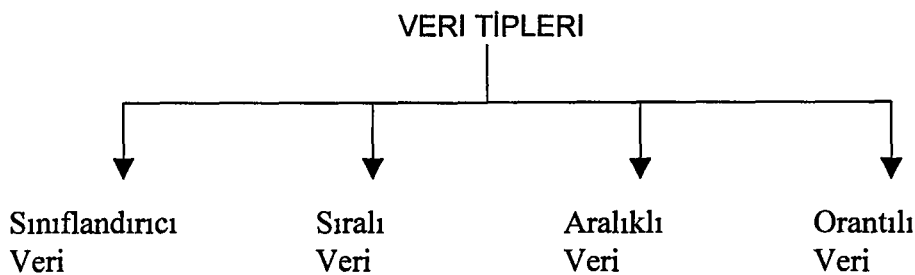 VERI TİPLERI
Sınıflandırıcı Sıralı Aralıklı Orantılı
Veri Veri Veri Veri